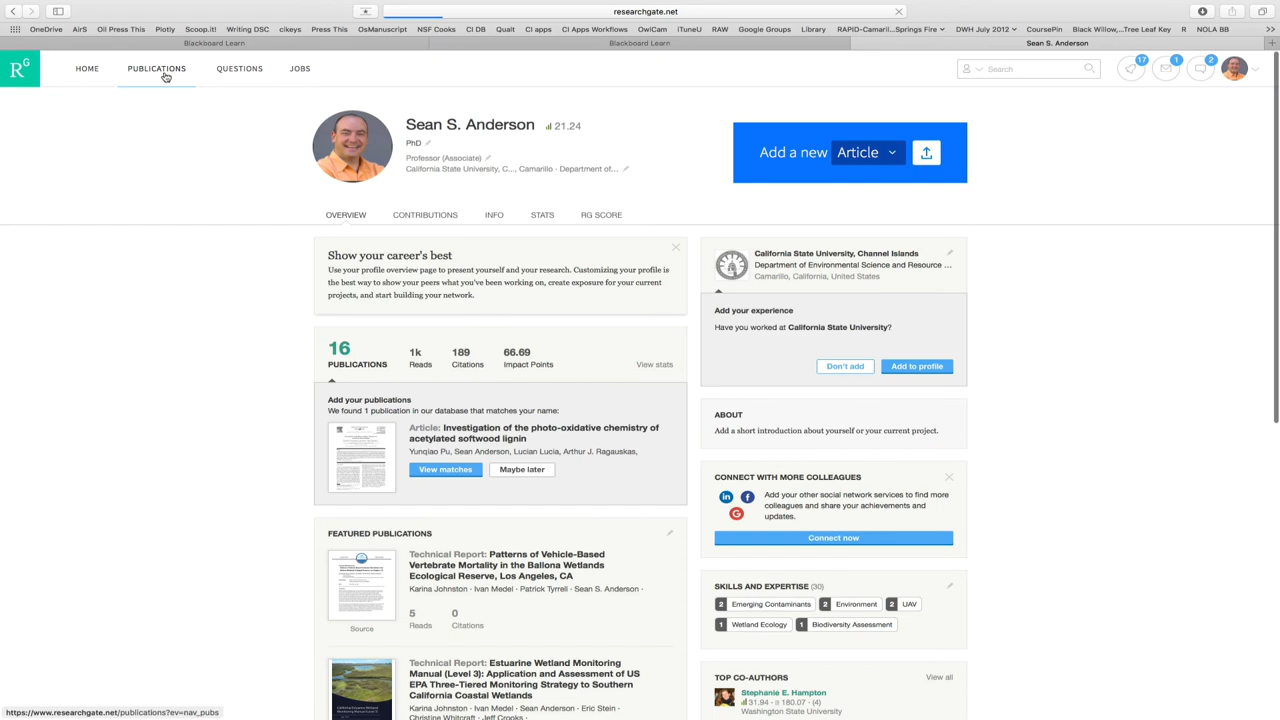 researchgate.net
OneDrive AirS Oil Press This Plotly Scoop.it! Writing DSC cikeys Press This OsManuscript NSF Cooks CI DB Qualt CI apps CI Apps Workflows OwlCam iTuneU RAW Google Groups Library RAPID-Camaril...Springs Fire DWH July 2012 CoursePin Black Willow,...Tree Leaf Key R NOLA BB >>
Blackboard Learn Blackboard Learn Sean S. Anderson +
RG HOME PUBLICATIONS QUESTIONS JOBS Search 17 1 2
Sean S. Anderson 21.24
PhD
Professor (Associate)
California State University, C..., Camarillo · Department of...
Add a new Article
OVERVIEW CONTRIBUTIONS INFO STATS RG SCORE
Show your career's best
Use your profile overview page to present yourself and your research. Customizing your profile is
the best way to show your peers what you've been working on, create exposure for your current
projects, and start building your network.
16 1k 189 66.69
PUBLICATIONS Reads Citations Impact Points View stats
Add your publications
We found 1 publication in our database that matches your name:
Article: Investigation of the photo-oxidative chemistry of
acetylated softwood lignin
Yunqiao Pu, Sean Anderson, Lucian Lucia, Arthur J. Ragauskas,
View matches Maybe later
FEATURED PUBLICATIONS
Technical Report: Patterns of Vehicle-Based
Vertebrate Mortality in the Ballona Wetlands
Ecological Reserve, Los Angeles, CA
Karina Johnston · Ivan Medel · Patrick Tyrrell · Sean S. Anderson ·
5 0
Reads Citations
Source
Technical Report: Estuarine Wetland Monitoring
Manual (Level 3): Application and Assessment of US
EPA Three-Tiered Monitoring Strategy to Southern
California Coastal Wetlands
Karina Johnston · Ivan Medel · Sean Anderson · Eric Stein ·
Christine Whitcraft · Jeff Crooks ·
California State University, Channel Islands
Department of Environmental Science and Resource ...
Camarillo, California, United States
Add your experience
Have you worked at California State University?
Don't add Add to profile
ABOUT
Add a short introduction about yourself or your current project.
CONNECT WITH MORE COLLEAGUES
Add your other social network services to find more
colleagues and share your achievements and
updates.
Connect now
SKILLS AND EXPERTISE (30)
2 Emerging Contaminants 2 Environment 2 UAV
1 Wetland Ecology 1 Biodiversity Assessment
TOP CO-AUTHORS View all
Stephanie E. Hampton
31.94 · 180.07 · (4)
Washington State University
https://www.researchgate.net/publications?ev=nav_pubs